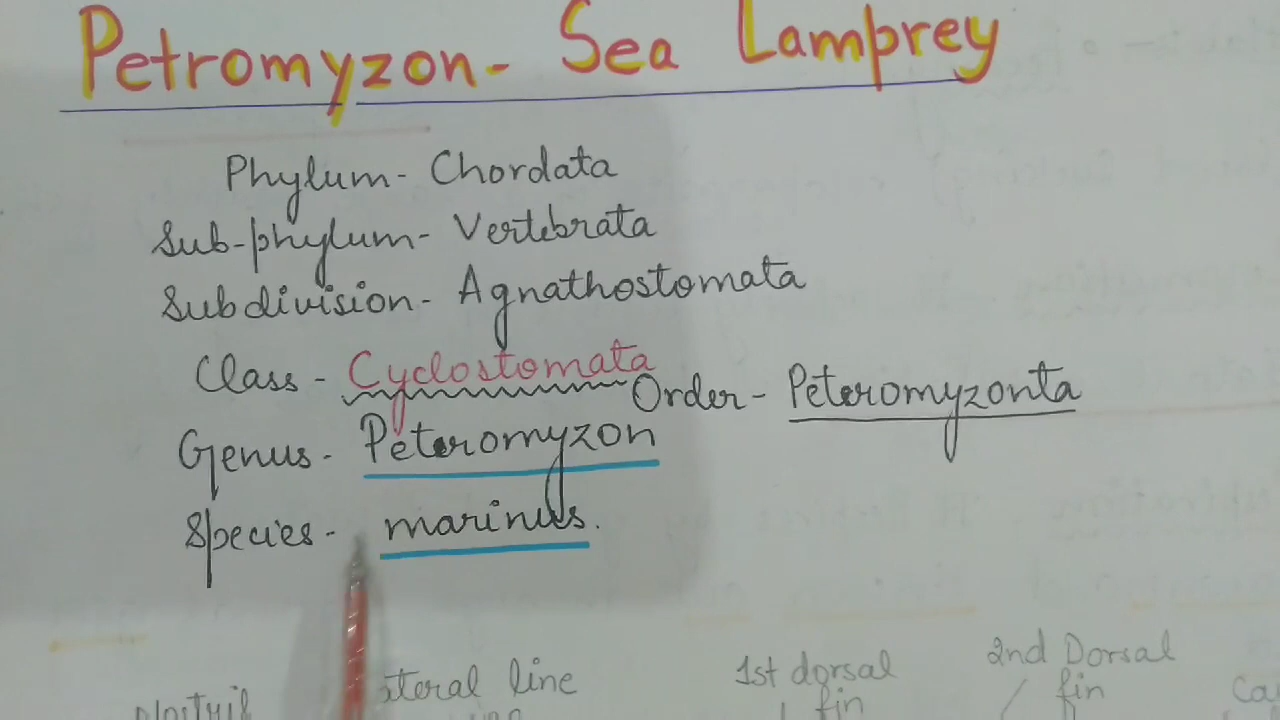 Petromyzon - Sea Lamprey
Phylum - Chordata
Sub-phylum - Vertebrata
Subdivision - Agnathostomata
Class - Cyclostomata
Order - Peteromyzonta
Genus - Peteromyzon
Species - marinus.
line
1st dorsal fin
2nd Dorsal fin